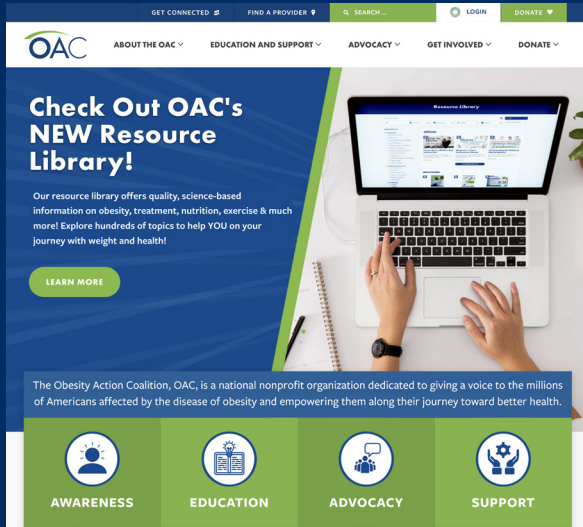 GET CONNECTED
FIND A PROVIDER
SEARCH ...
LOGIN
DONATE
OAC
ABOUT THE OAC
EDUCATION AND SUPPORT
ADVOCACY
GET INVOLVED
DONATE
Check Out OAC's
NEW Resource
Library!
Our resource library offers quality, science-based
information on obesity, treatment, nutrition, exercise & much
more! Explore hundreds of topics to help YOU on your
journey with weight and health!
LEARN MORE
Resource Library
The Obesity Action Coalition, OAC, is a national nonprofit organization dedicated to giving a voice to the millions
of Americans affected by the disease of obesity and empowering them along their journey toward better health.
AWARENESS
EDUCATION
ADVOCACY
SUPPORT